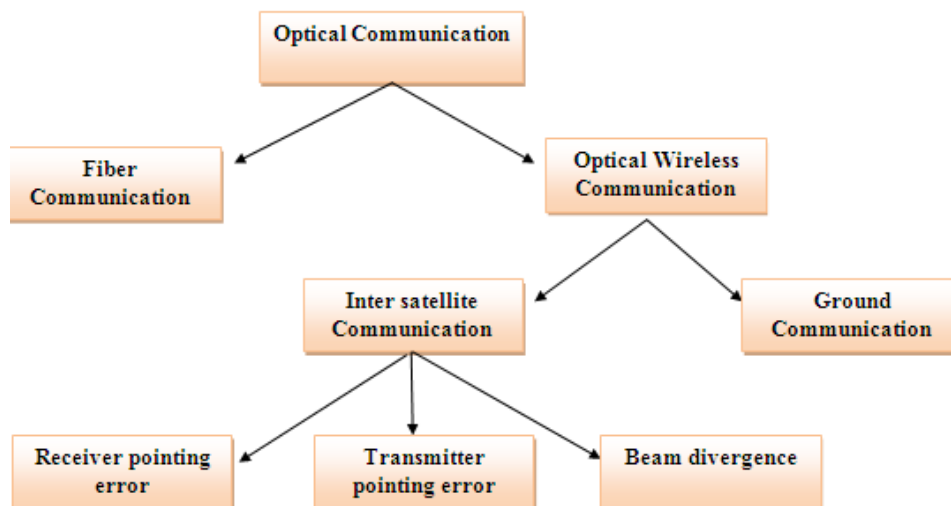 Optical Communication
Fiber
Communication
Optical Wireless
Communication
Inter satellite
Communication
Ground
Communication
Receiver pointing
error
Transmitter
pointing error
Beam divergence